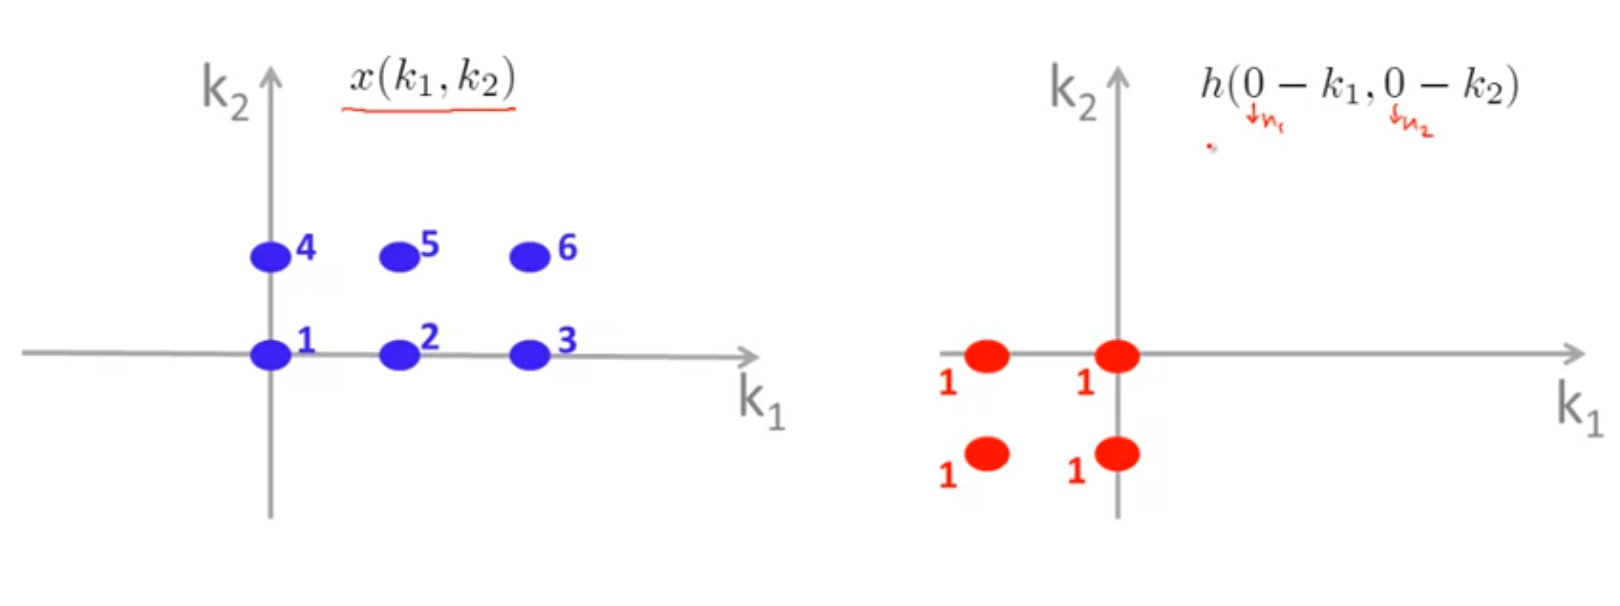 k₂ x(k₁, k₂)
4 5 6
1 2 3
k₁
k₂ h(0 − k₁, 0 − k₂)
↓n₁ ↓n₂
1 1
1 1
k₁